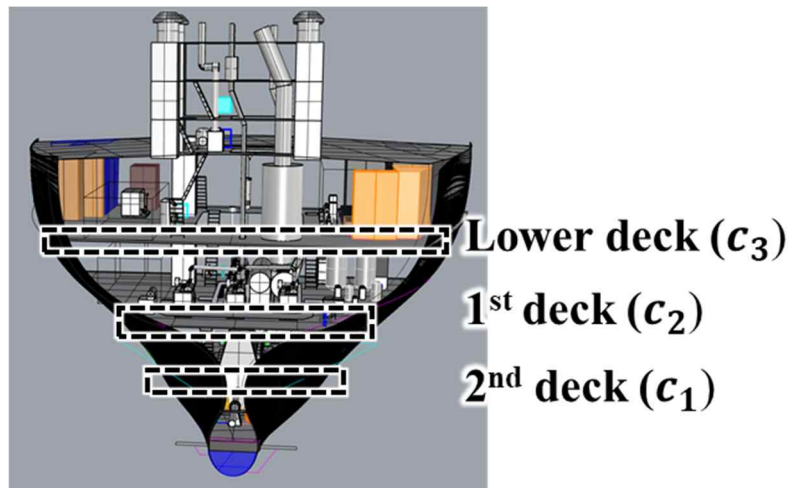 Lower deck (c₃)
1ˢᵗ deck (c₂)
2ⁿᵈ deck (c₁)